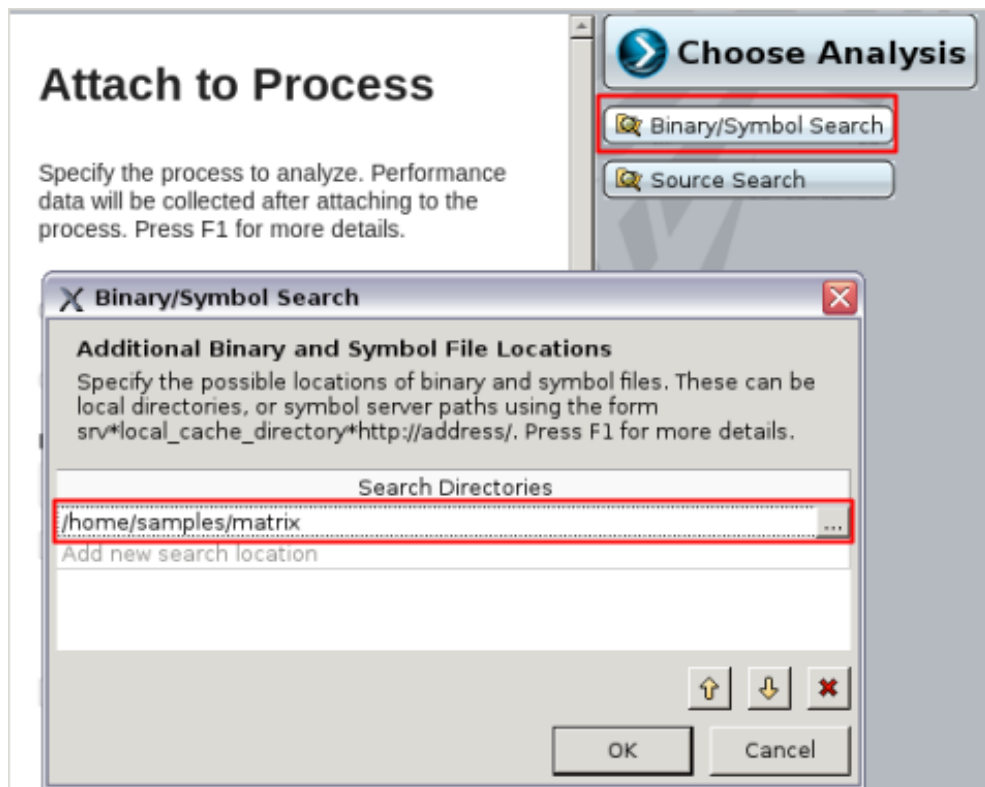 Attach to Process
Specify the process to analyze. Performance
data will be collected after attaching to the
process. Press F1 for more details.
Choose Analysis
Binary/Symbol Search
Source Search
Binary/Symbol Search
Additional Binary and Symbol File Locations
Specify the possible locations of binary and symbol files. These can be
local directories, or symbol server paths using the form
srv*local_cache_directory*http://address/. Press F1 for more details.
Search Directories
/home/samples/matrix ...
Add new search location
OK Cancel